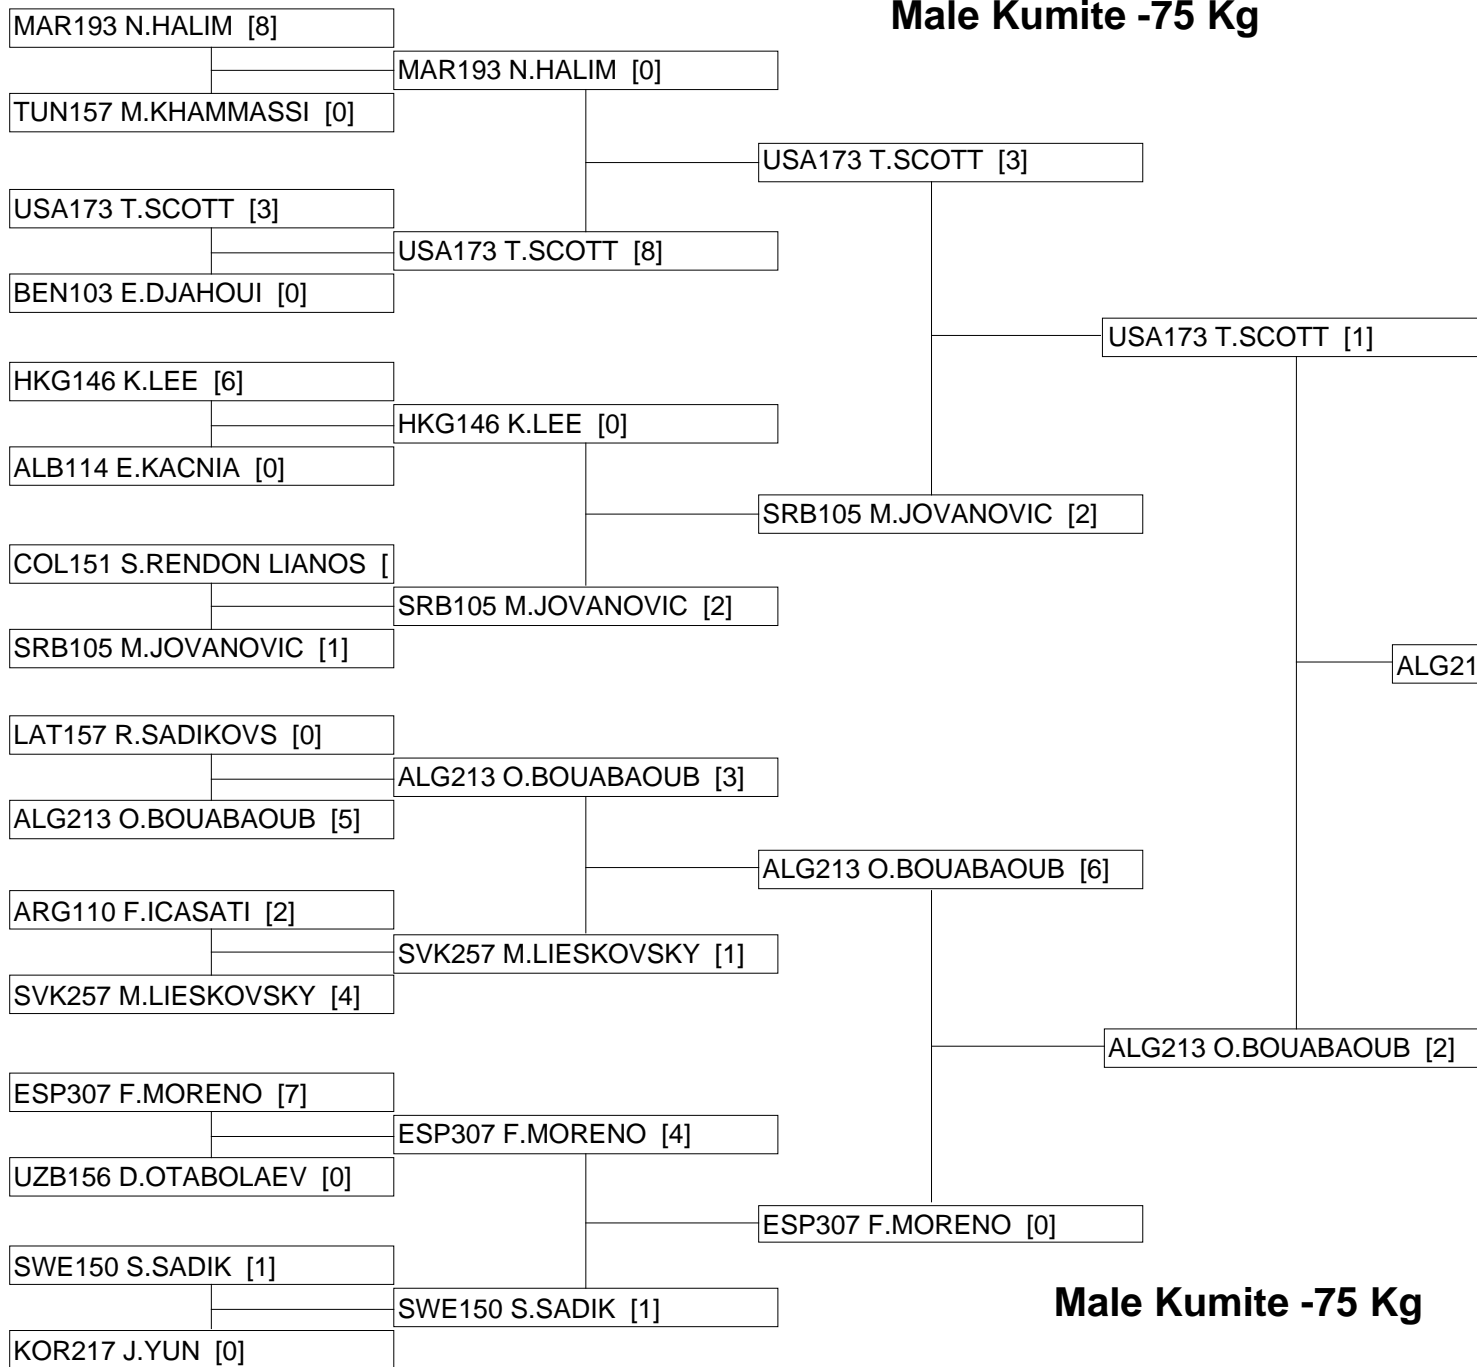 Male Kumite -75 Kg
MAR193 N.HALIM [8]
MAR193 N.HALIM [0]
TUN157 M.KHAMMASSI [0]
USA173 T.SCOTT [3]
USA173 T.SCOTT [3]
USA173 T.SCOTT [8]
BEN103 E.DJAHOUI [0]
USA173 T.SCOTT [1]
HKG146 K.LEE [6]
HKG146 K.LEE [0]
ALB114 E.KACNIA [0]
SRB105 M.JOVANOVIC [2]
COL151 S.RENDON LIANOS [
SRB105 M.JOVANOVIC [2]
SRB105 M.JOVANOVIC [1]
ALG21
LAT157 R.SADIKOVS [0]
ALG213 O.BOUABAOUB [3]
ALG213 O.BOUABAOUB [5]
ALG213 O.BOUABAOUB [6]
ARG110 F.ICASATI [2]
SVK257 M.LIESKOVSKY [1]
SVK257 M.LIESKOVSKY [4]
ALG213 O.BOUABAOUB [2]
ESP307 F.MORENO [7]
ESP307 F.MORENO [4]
UZB156 D.OTABOLAEV [0]
ESP307 F.MORENO [0]
SWE150 S.SADIK [1]
SWE150 S.SADIK [1]
Male Kumite -75 Kg
KOR217 J.YUN [0]